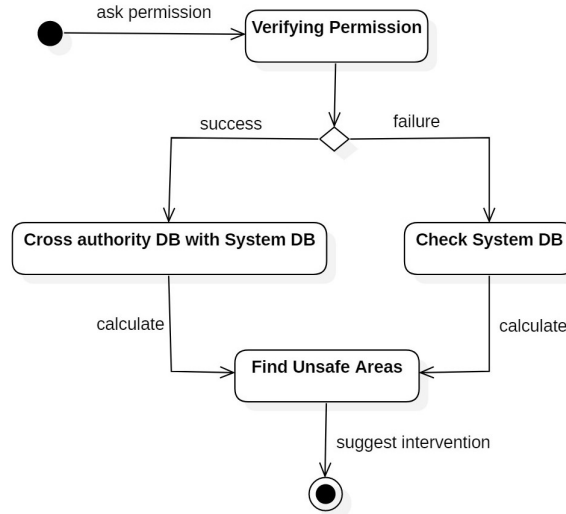 ask permission
Verifying Permission
success
failure
Cross authority DB with System DB
Check System DB
calculate
calculate
Find Unsafe Areas
suggest intervention